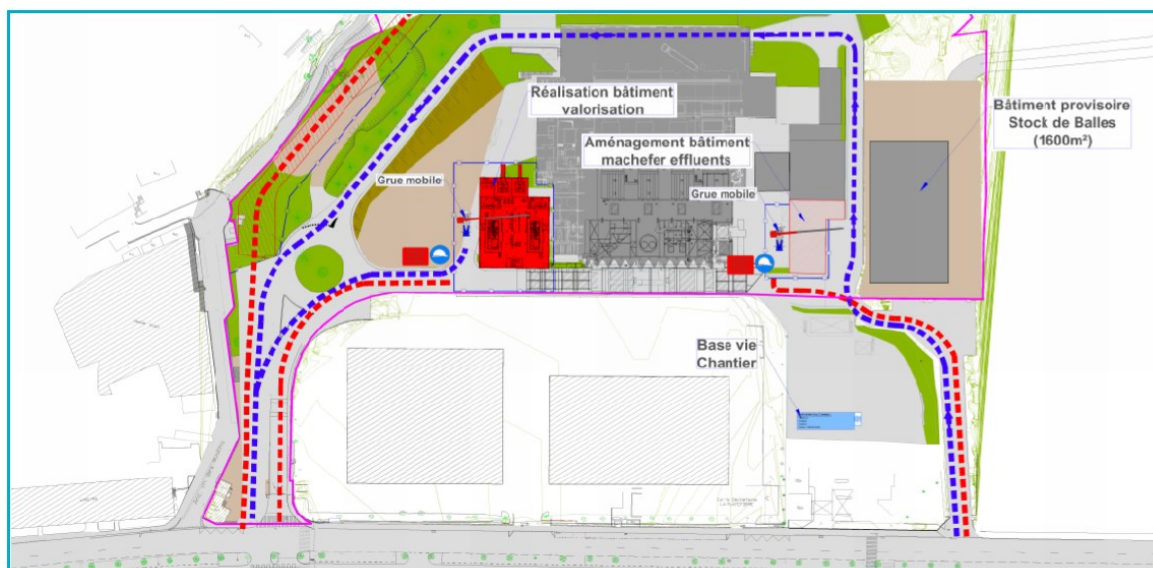 Réalisation bâtiment
valorisation
Bâtiment provisoire
Stock de Balles
(1600m²)
Aménagement bâtiment
machefer effluents
Grue mobile
Grue mobile
Base vie
Chantier